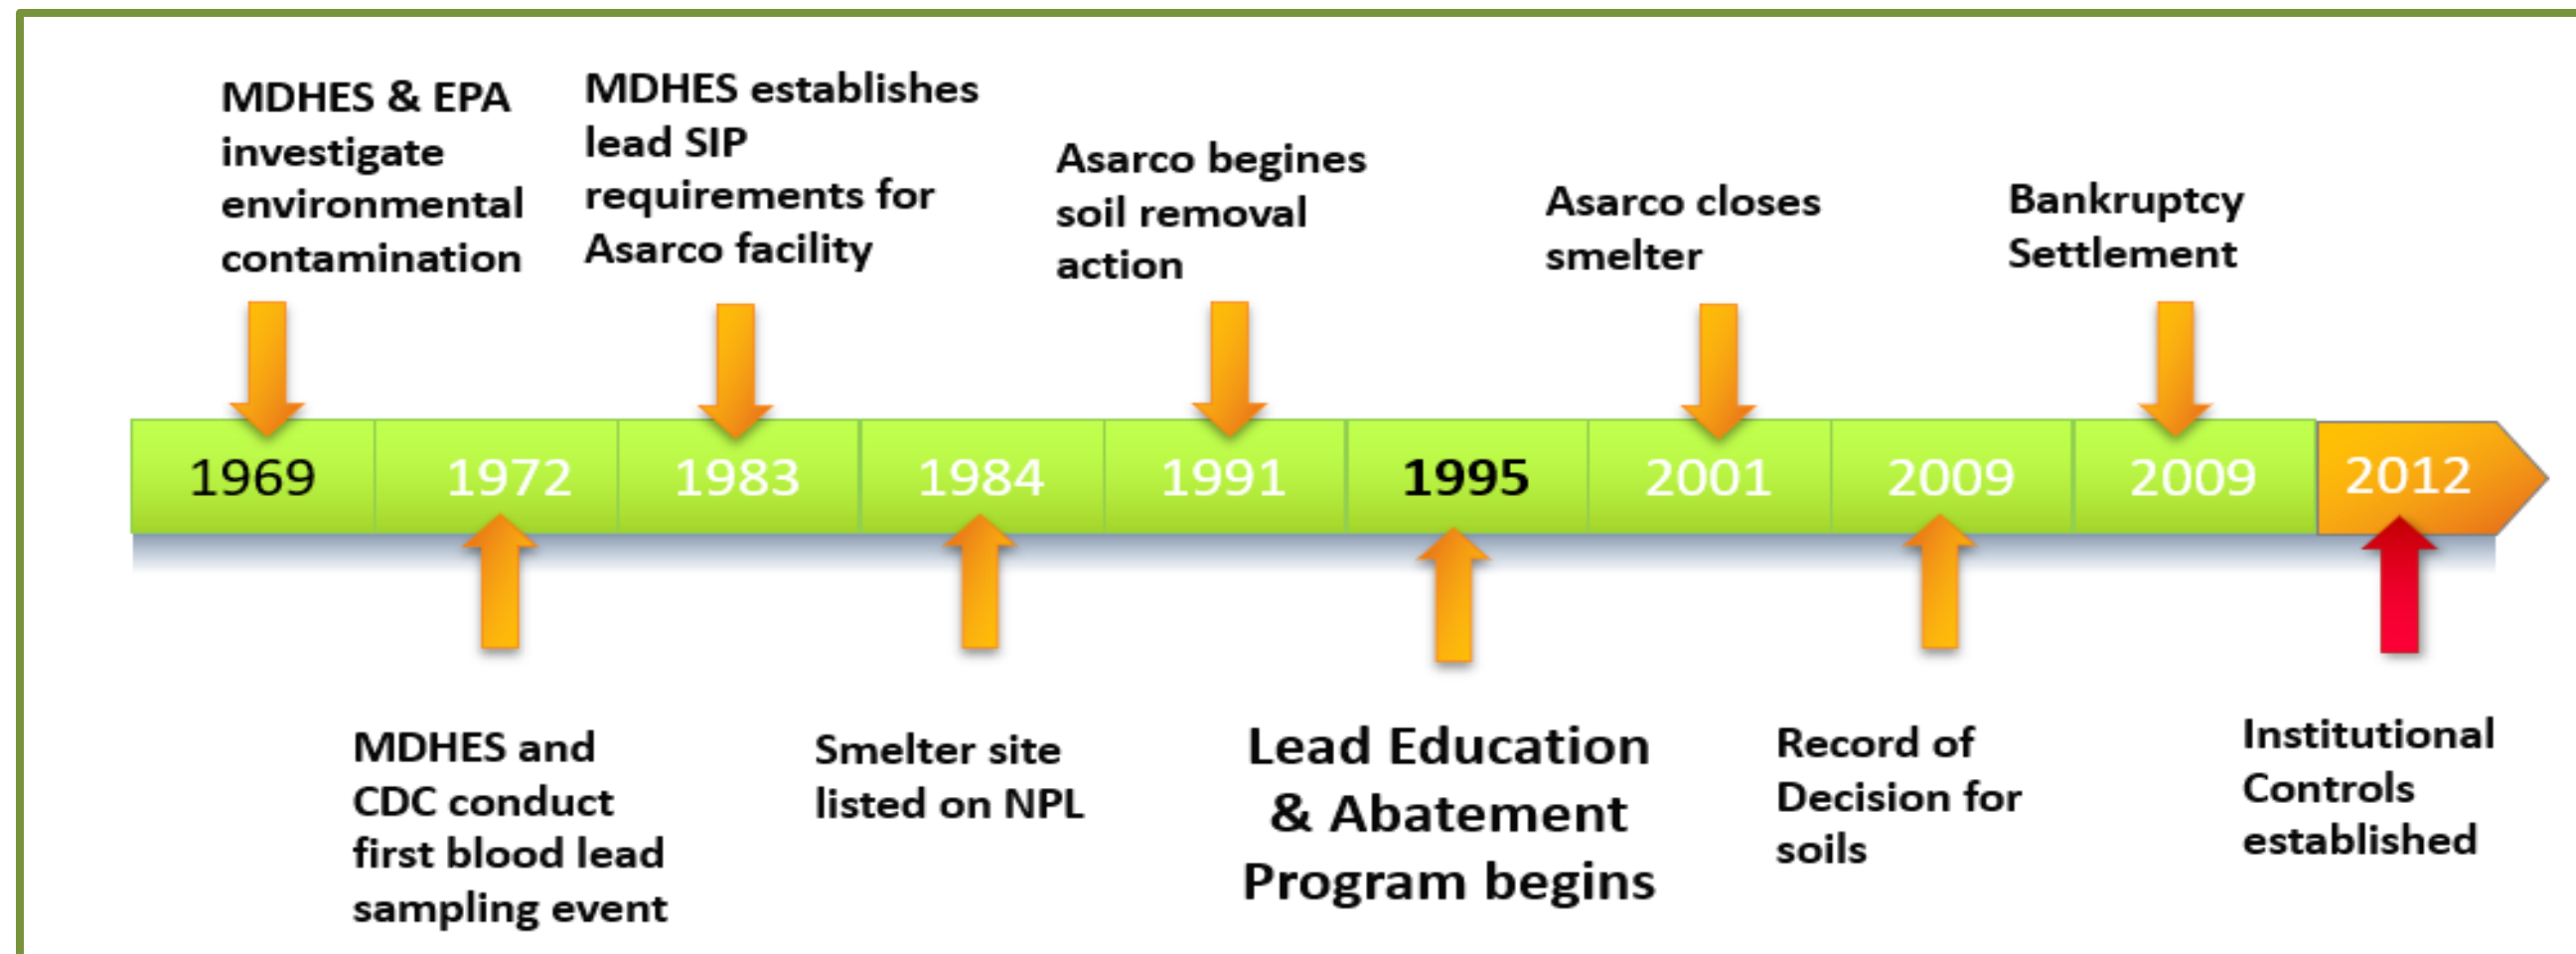 MDHES & EPA
investigate
environmental
contamination
MDHES establishes
lead SIP
requirements for
Asarco facility
Asarco begines
soil removal
action
Asarco closes
smelter
Bankruptcy
Settlement
1969
1972
1983
1984
1991
1995
2001
2009
2009
2012
MDHES and
CDC conduct
first blood lead
sampling event
Smelter site
listed on NPL
Lead Education
& Abatement
Program begins
Record of
Decision for
soils
Institutional
Controls
established